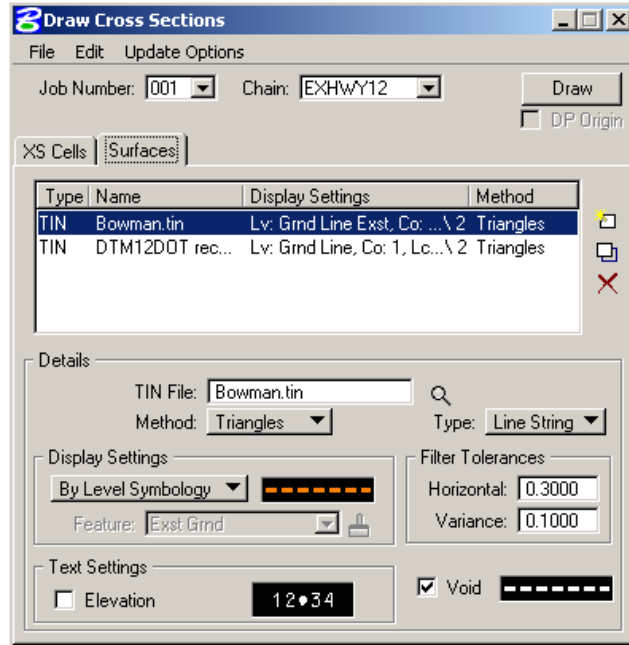 Draw Cross Sections
File Edit Update Options
Job Number: 001 Chain: EXHWY12 Draw
DP Origin
XS Cells Surfaces
Type Name Display Settings Method
TIN Bowman.tin Lv: Grnd Line Exst, Co: ...\ 2 Triangles
TIN DTM12DOT rec... Lv: Grnd Line, Co: 1, Lc...\ 2 Triangles
Details
TIN File: Bowman.tin
Method: Triangles Type: Line String
Display Settings Filter Tolerances
By Level Symbology Horizontal: 0.3000
Feature: Exst Grnd Variance: 0.1000
Text Settings
Elevation 12•34 Void